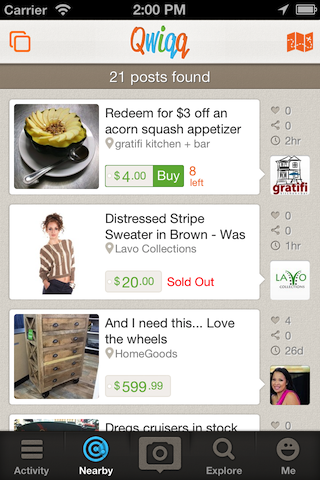 Carrier 2:00 PM
Qwiqq
21 posts found
Redeem for $3 off an
acorn squash appetizer
gratifi kitchen + bar
$4.00 Buy 8
left
0
0
2hr
gratifi
Distressed Stripe
Sweater in Brown - Was
Lavo Collections
$20.00 Sold Out
0
0
1hr
LAVO
COLLECTIONS
And I need this... Love
the wheels
HomeGoods
$599.99
4
0
26d
Dregs cruisers in stock
0
Activity Nearby Explore Me